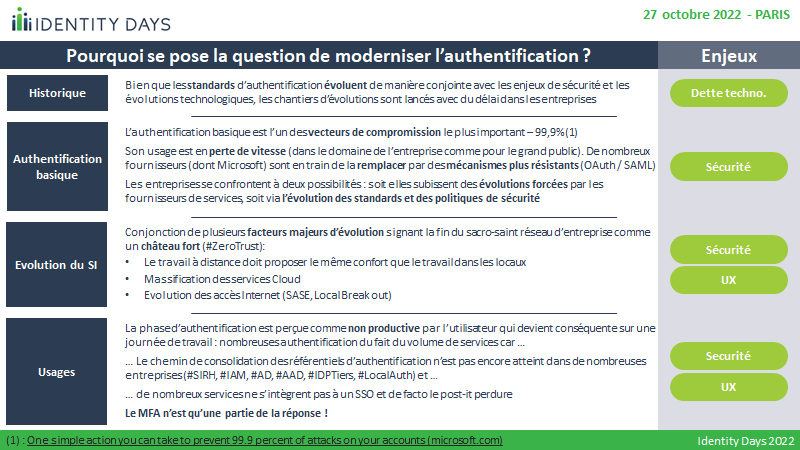 IDENTITY DAYS
27 octobre 2022 - PARIS
Pourquoi se pose la question de moderniser l'authentification ?
Enjeux
Historique
Bien que les standards d'authentification évoluent de manière conjointe avec les enjeux de sécurité et les
évolutions technologiques, les chantiers d'évolutions sont lancés avec du délai dans les entreprises
Dette techno.
Authentification
basique
L'authentification basique est l'un des vecteurs de compromission le plus important – 99,9% (1)
Son usage est en perte de vitesse (dans le domaine de l'entreprise comme pour le grand public). De nombreux
fournisseurs (dont Microsoft) sont en train de la remplacer par des mécanismes plus résistants (OAuth / SAML)
Les entreprises se confrontent à deux possibilités : soit elles subissent des évolutions forcées par les
fournisseurs de services, soit via l'évolution des standards et des politiques de sécurité
Sécurité
Evolution du SI
Conjonction de plusieurs facteurs majeurs d'évolution signant la fin du sacro-saint réseau d'entreprise comme
un château fort (#ZeroTrust):
• Le travail à distance doit proposer le même confort que le travail dans les locaux
• Massification des services Cloud
• Evolution des accès Internet (SASE, Local Break out)
Sécurité
UX
Usages
La phase d'authentification est perçue comme non productive par l'utilisateur qui devient conséquente sur une
journée de travail : nombreuses authentification du fait du volume de services car ...
... Le chemin de consolidation des référentiels d'authentification n'est pas encore atteint dans de nombreuses
entreprises (#SIRH, #IAM, #AD, #AAD, #IDPTiers, #LocalAuth) et ...
... de nombreux services ne s'intègrent pas à un SSO et de facto le post-it perdure
Le MFA n'est qu'une partie de la réponse !
Securité
UX
(1) : One simple action you can take to prevent 99.9 percent of attacks on your accounts (microsoft.com)
Identity Days 2022